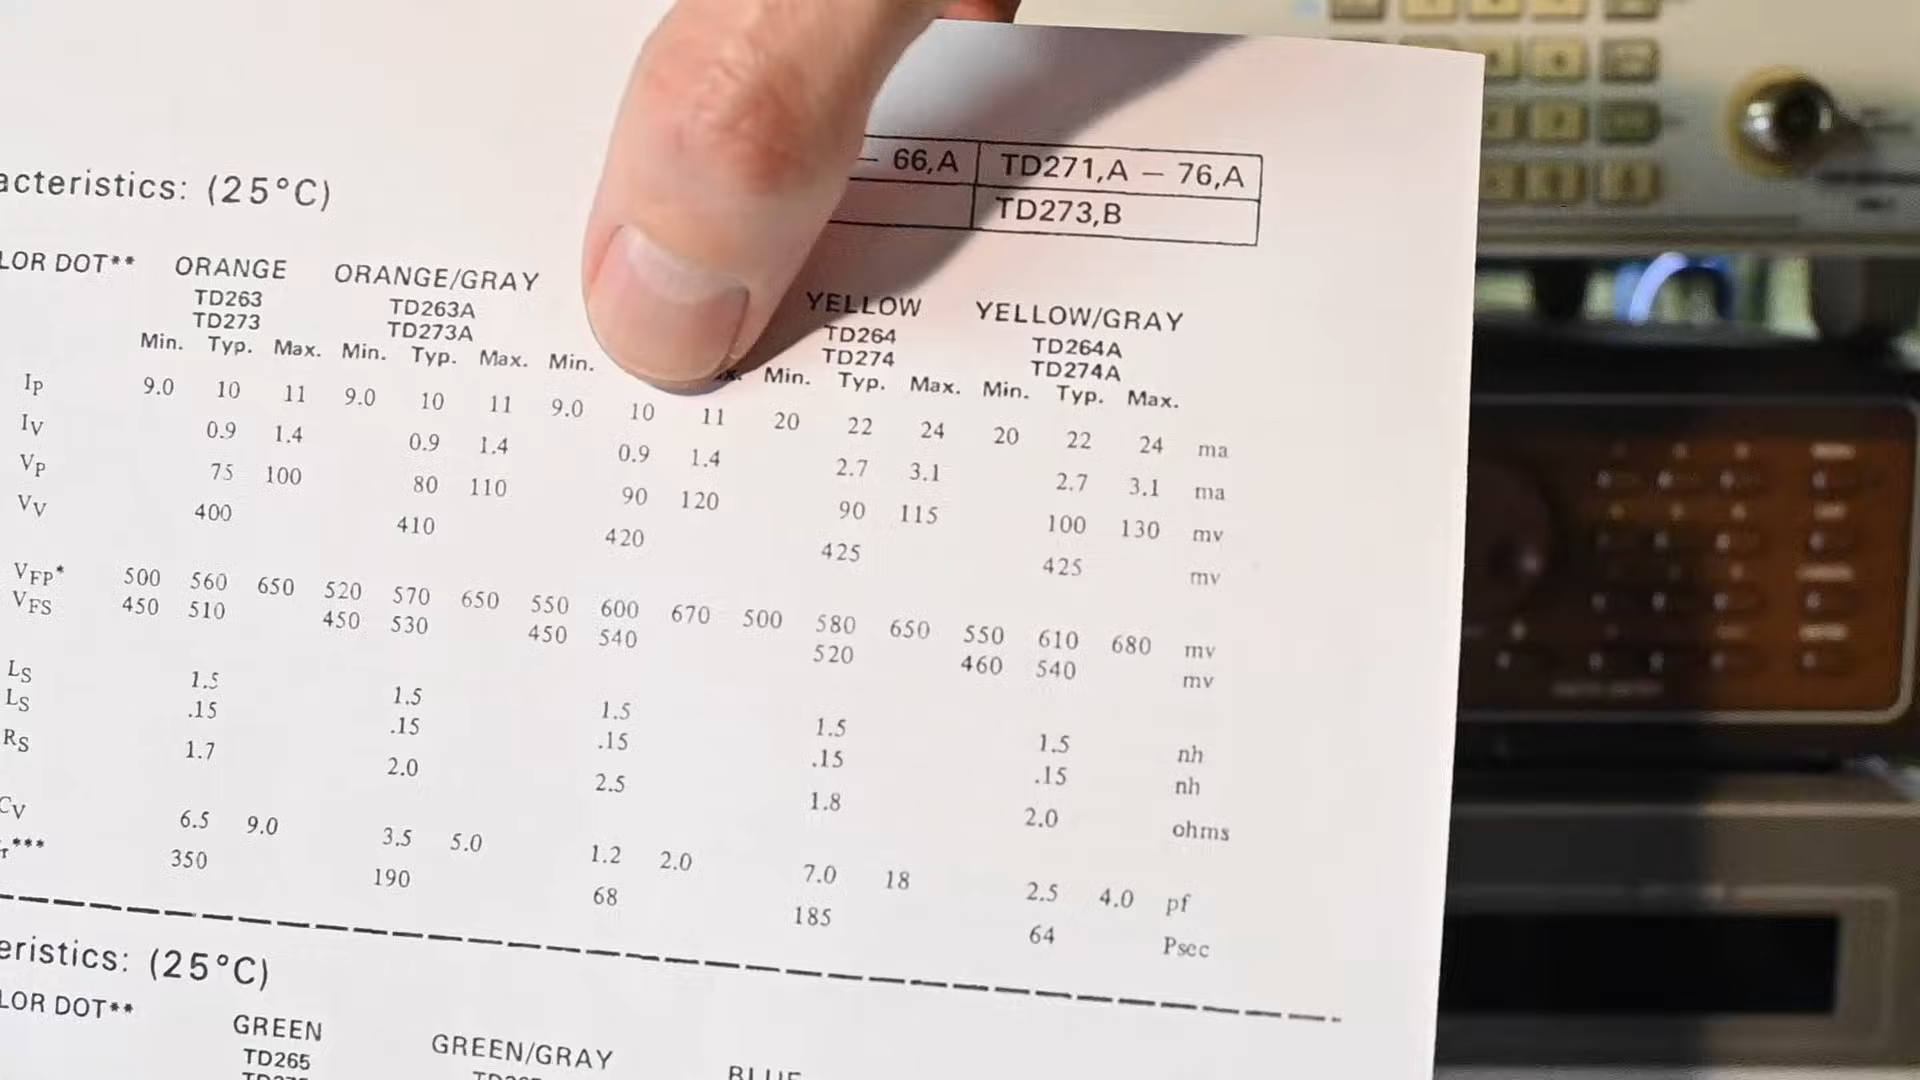 – 66,A TD271,A – 76,A
TD273,B
acteristics: (25°C)
LOR DOT** ORANGE ORANGE/GRAY YELLOW YELLOW/GRAY
TD263 TD263A TD264 TD264A
TD273 TD273A TD274 TD274A
Min. Typ. Max. Min. Typ. Max. Min. Min. Typ. Max. Min. Typ. Max.
IP 9.0 10 11 9.0 10 11 9.0 10 11 20 22 24 20 22 24 ma
IV 0.9 1.4 0.9 1.4 0.9 1.4 2.7 3.1 2.7 3.1 ma
VP 75 100 80 110 90 120 90 115 100 130 mv
VV 400 410 420 425 425 mv
VFP* 500 560 650 520 570 650 550 600 670 500 580 650 550 610 680 mv
VFS 450 510 450 530 450 540 520 460 540 mv
LS 1.5 1.5 1.5 1.5 1.5 nh
LS .15 .15 .15 .15 .15 nh
RS 1.7 2.0 2.5 1.8 2.0 ohms
CV 6.5 9.0 3.5 5.0 1.2 2.0 7.0 18 2.5 4.0 pf
*** 350 190 68 185 64 Psec
eristics: (25°C)
LOR DOT** GREEN GREEN/GRAY BLUE
TD265